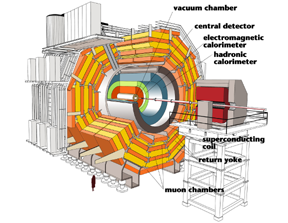 vacuum chamber
central detector
electromagnetic
calorimeter
hadronic
calorimeter
superconducting
coil
return yoke
muon chambers